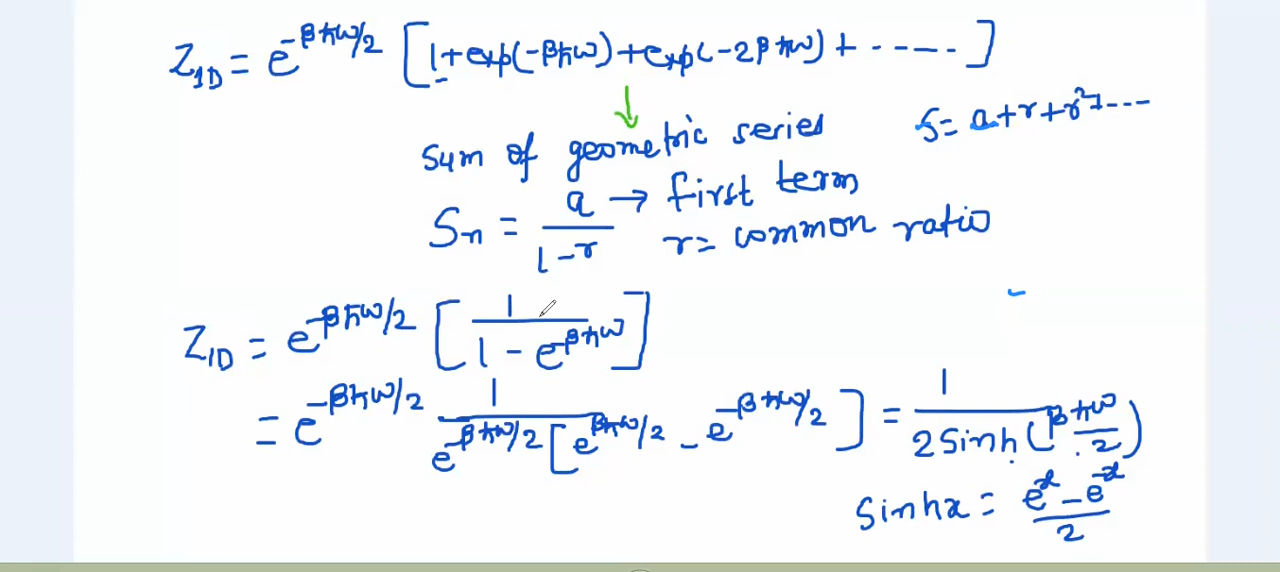 Z₁D = e^(-βħω/2) [1 + exp(-βħω) + exp(-2βħω) + ·····]
S = a + r + r² + ---
Sum of geometric series
Sn = a/(1-r) → first term
r = common ratio
Z₁D = e^(-βħω/2) [1/(1 - e^(-βħω))]
= e^(-βħω/2) 1/(e^(-βħω/2) [e^(βħω/2) - e^(-βħω/2)]) = 1/(2 Sinh(βħω/2))
Sinhx = (e^x - e^-x)/2